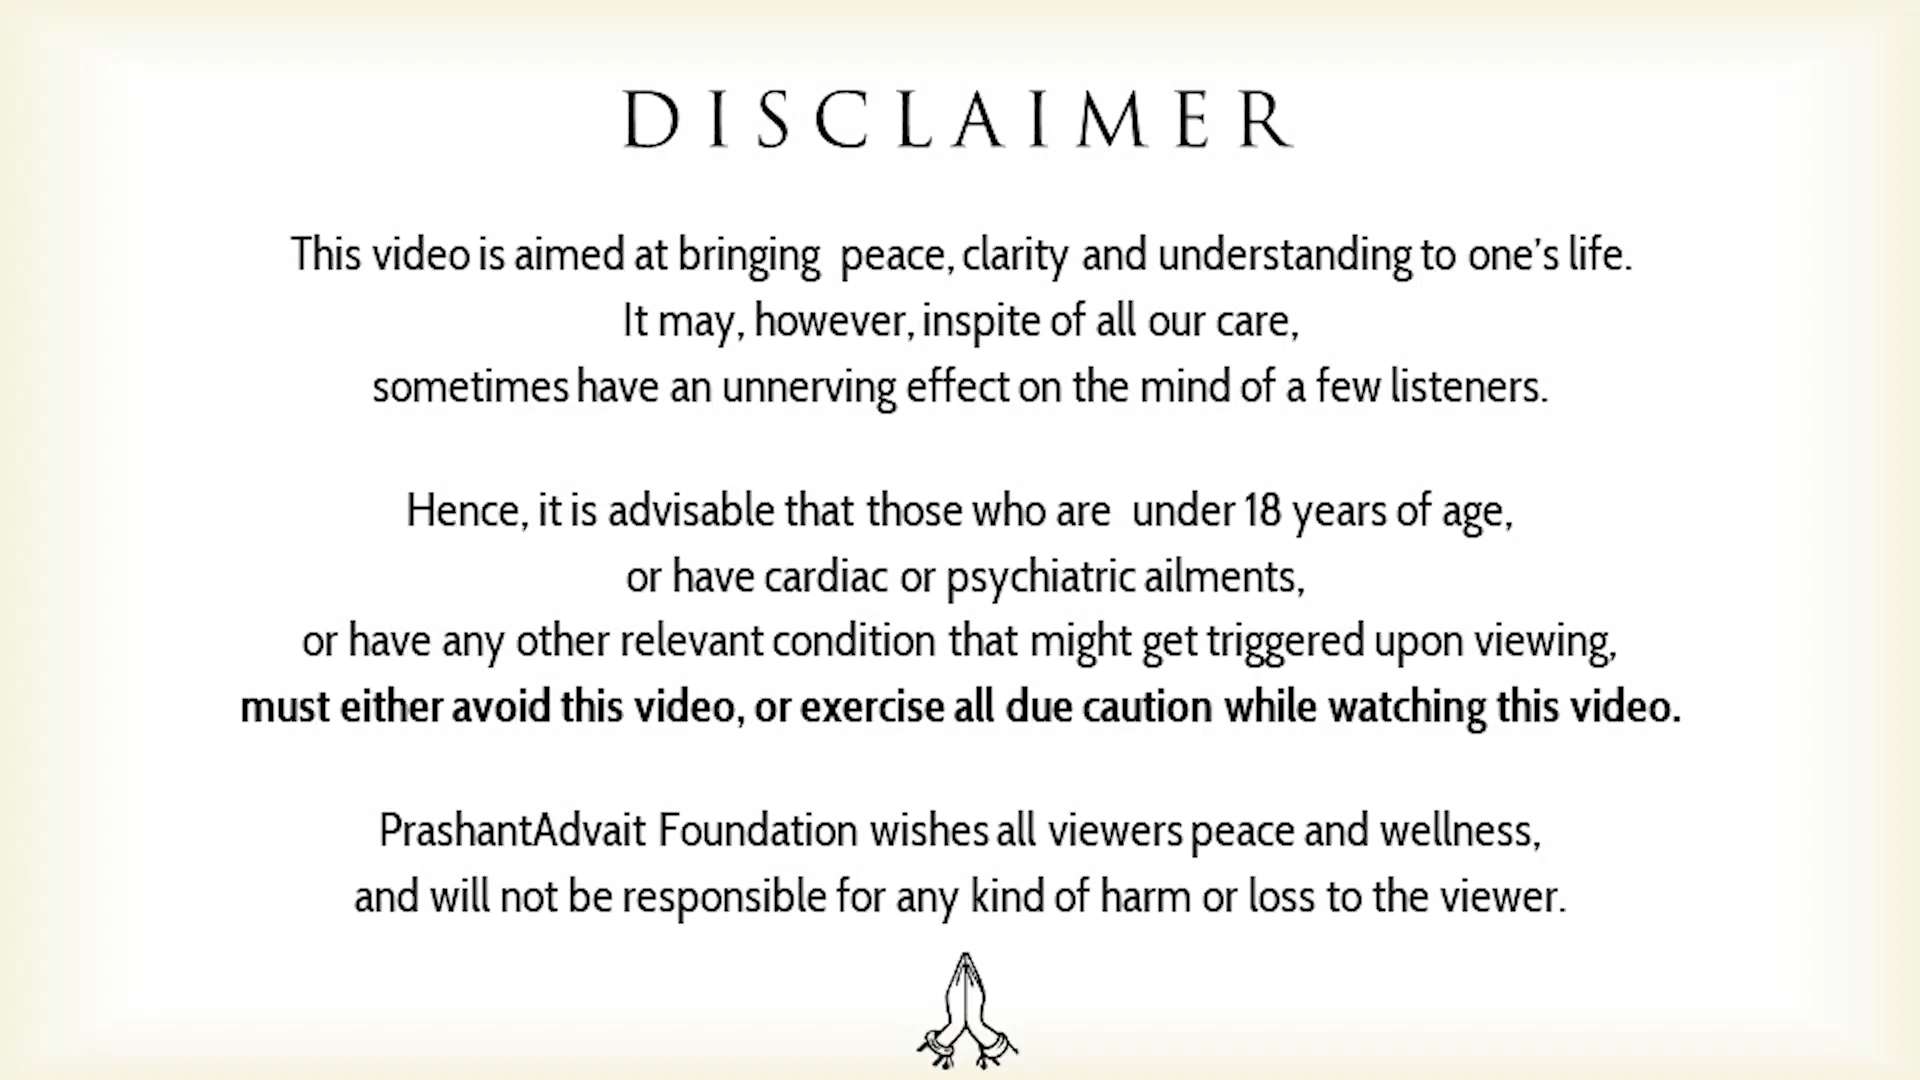 DISCLAIMER
This video is aimed at bringing peace, clarity and understanding to one's life.
It may, however, inspite of all our care,
sometimes have an unnerving effect on the mind of a few listeners.
Hence, it is advisable that those who are under 18 years of age,
or have cardiac or psychiatric ailments,
or have any other relevant condition that might get triggered upon viewing,
must either avoid this video, or exercise all due caution while watching this video.
PrashantAdvait Foundation wishes all viewers peace and wellness,
and will not be responsible for any kind of harm or loss to the viewer.